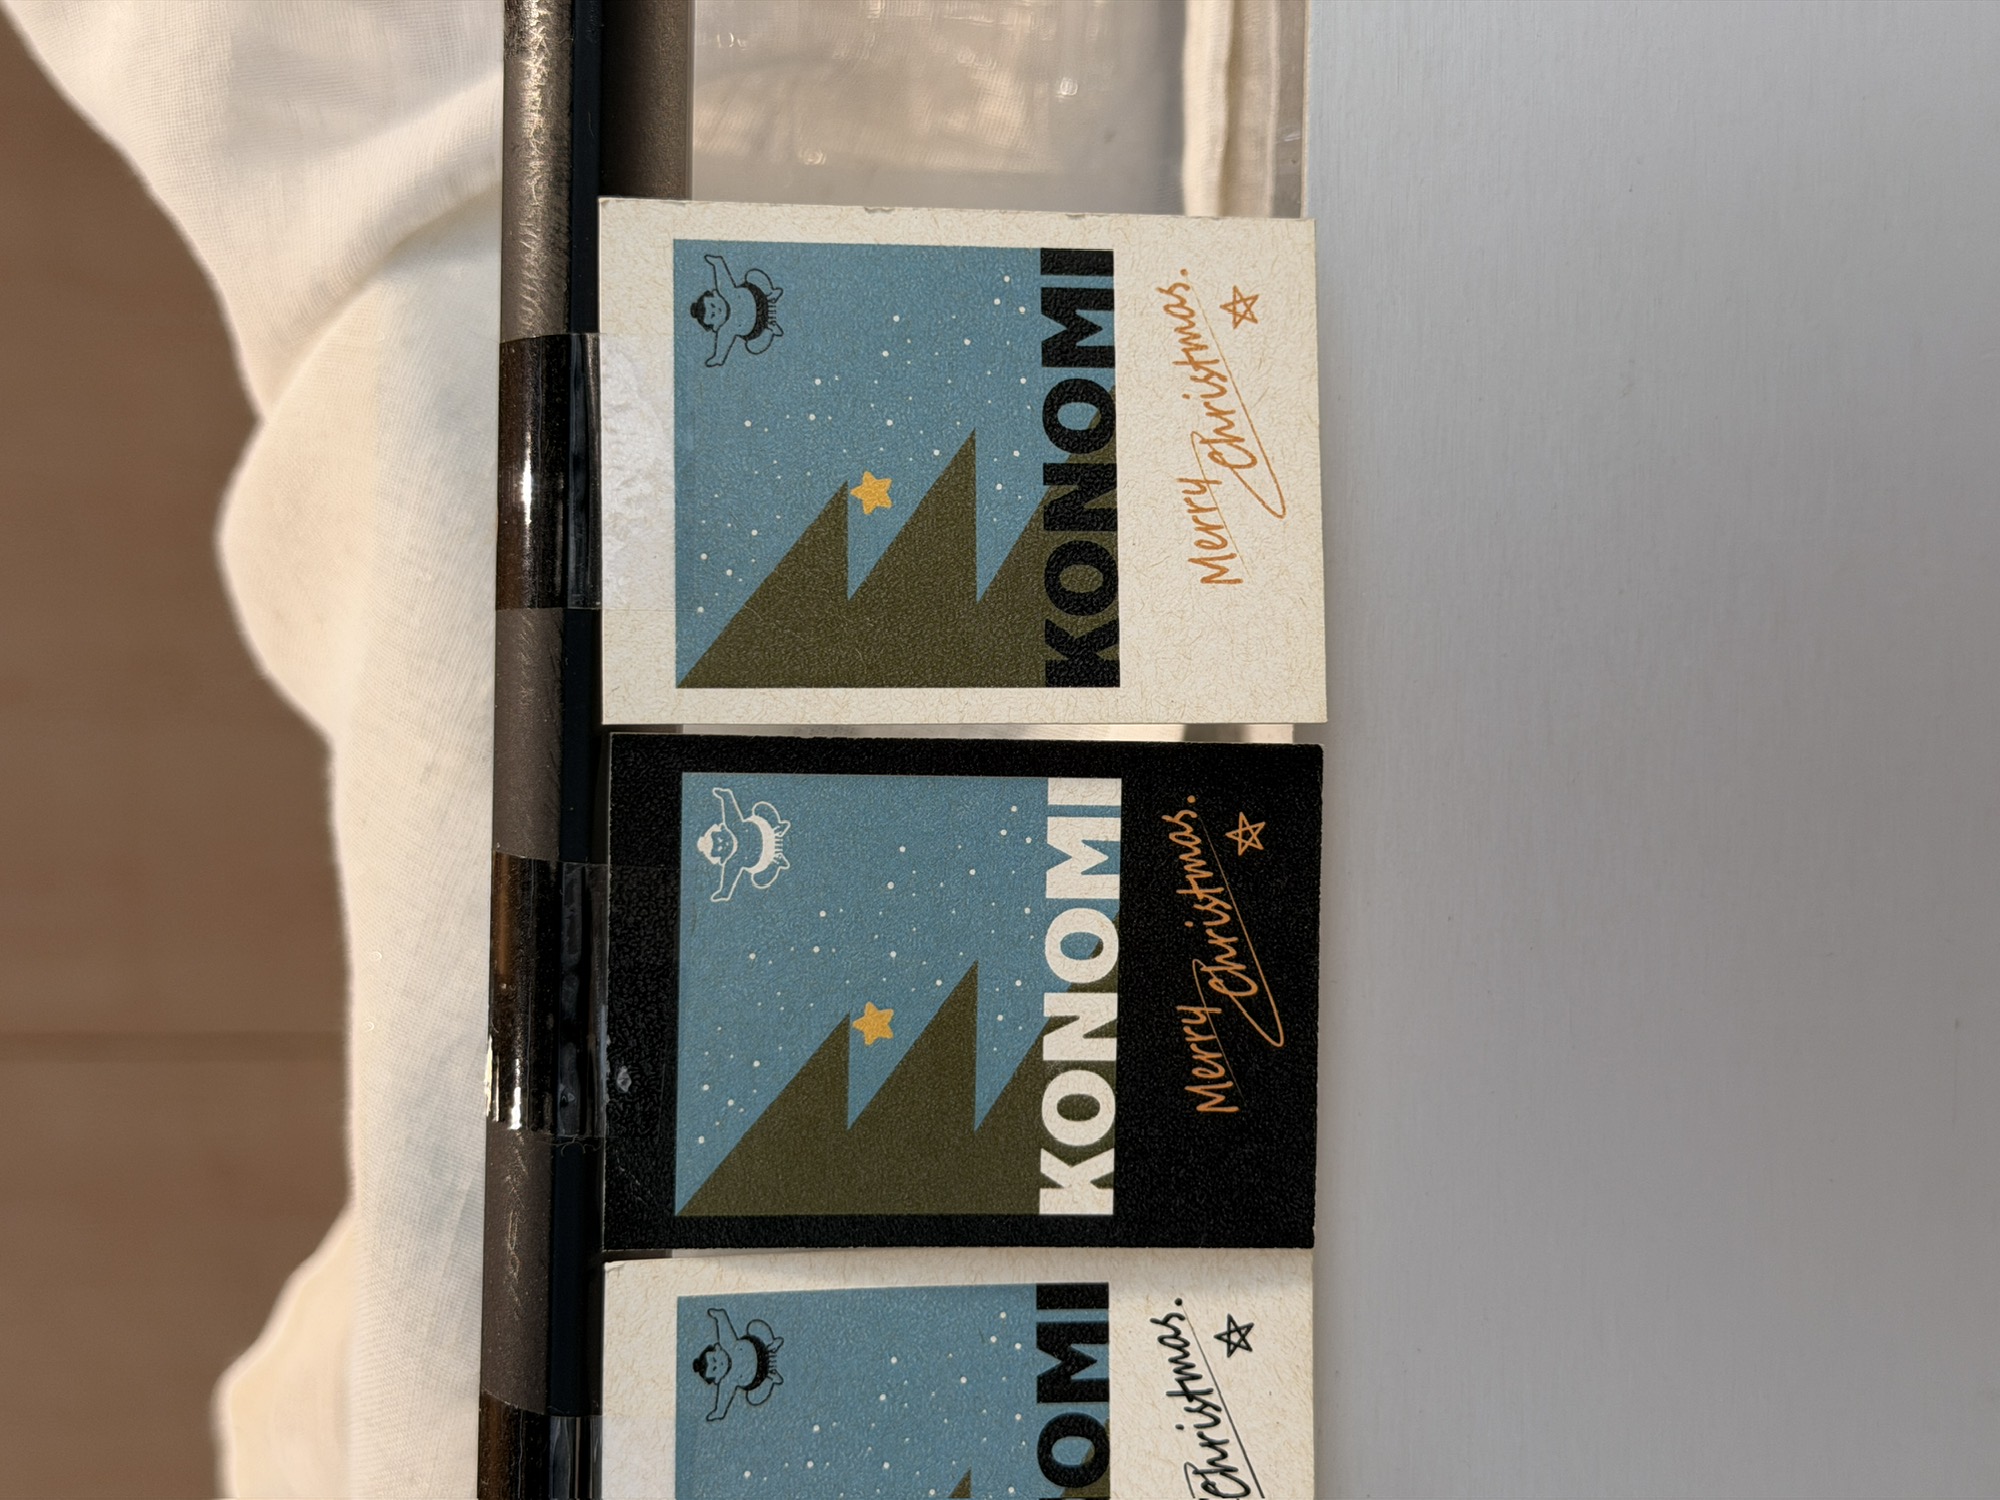 OMI
Christmas.
KONOMI
Merry
Christmas.
KONOMI
Merry
Christmas.